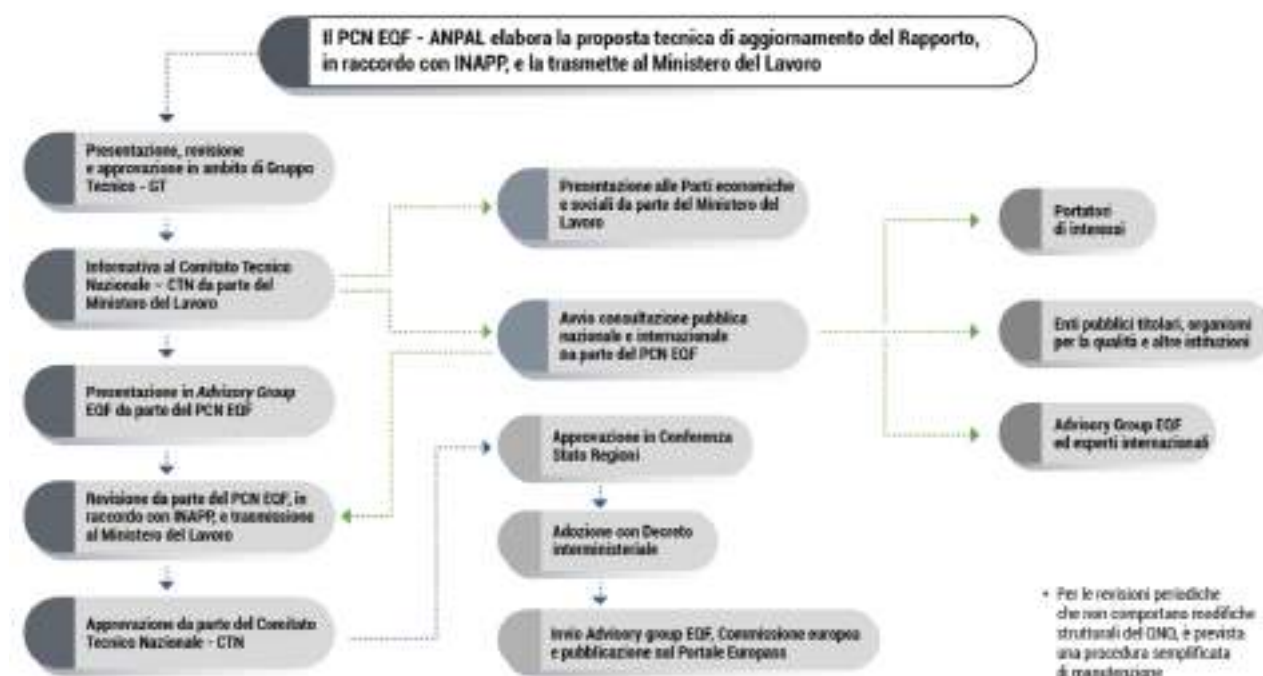 Il PCN EQF - ANPAL elabora la proposta tecnica di aggiornamento del Rapporto,
in raccordo con INAPP, e la trasmette al Ministero del Lavoro
Presentazione, revisione
e approvazione in ambito di Gruppo
Tecnico - GT
Informativa al Comitato Tecnico
Nazionale – CTN da parte del
Ministero del Lavoro
Presentazione in Advisory Group
EQF da parte del PCN EQF
Revisione da parte del PCN EQF, in
raccordo con INAPP, e trasmissione
al Ministero del Lavoro
Approvazione da parte del Comitato
Tecnico Nazionale - CTN
Presentazione alle Parti economiche
e sociali da parte del Ministero del
Lavoro
Avvio consultazione pubblica
nazionale e internazionale
da parte del PCN EQF
Approvazione in Conferenza
Stato Regioni
Adozione con Decreto
interministeriale
Invio Advisory group EQF, Commissione europea
e pubblicazione sul Portale Europass
Portatori
di interessi
Enti pubblici titolari, organismi
per la qualità e altre istituzioni
Advisory Group EQF
ed esperti internazionali
• Per le revisioni periodiche
che non comportano modifiche
strutturali del QNQ, è prevista
una procedura semplificata
di manutenzione